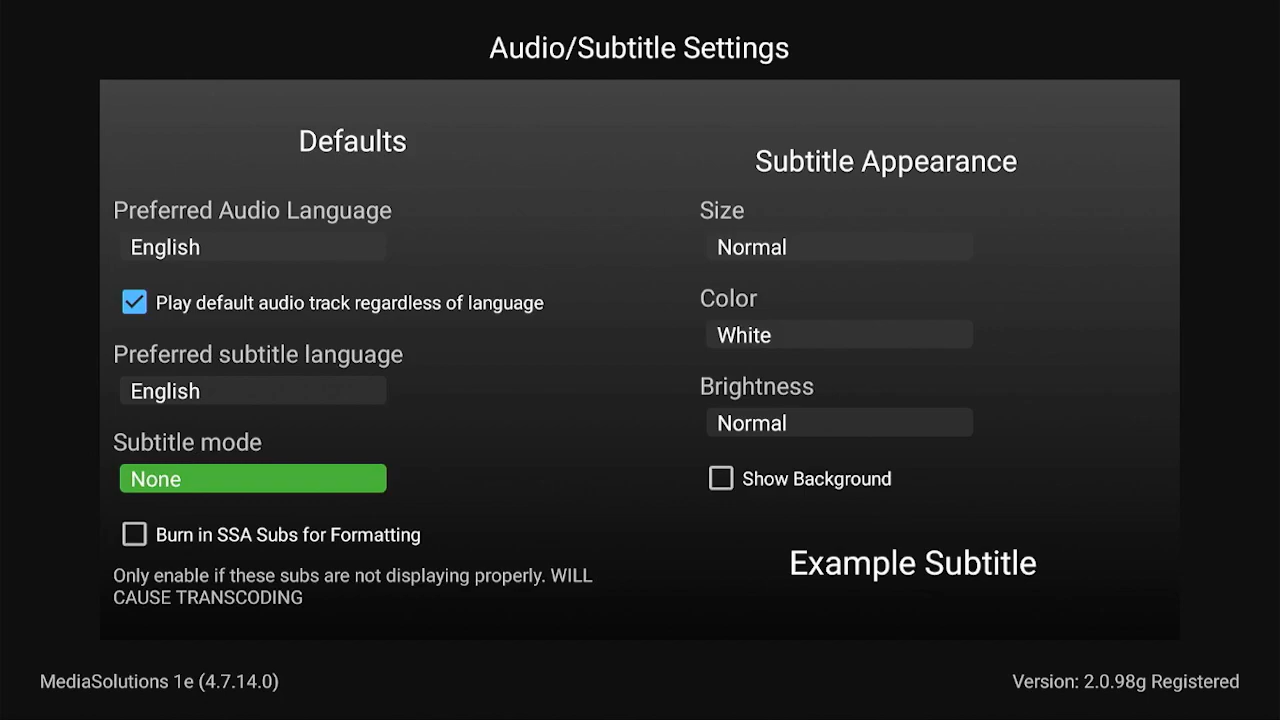 Audio/Subtitle Settings
Defaults
Preferred Audio Language
English
Play default audio track regardless of language
Preferred subtitle language
English
Subtitle mode
None
Burn in SSA Subs for Formatting
Only enable if these subs are not displaying properly. WILL
CAUSE TRANSCODING
Subtitle Appearance
Size
Normal
Color
White
Brightness
Normal
Show Background
Example Subtitle
MediaSolutions 1e (4.7.14.0)
Version: 2.0.98g Registered